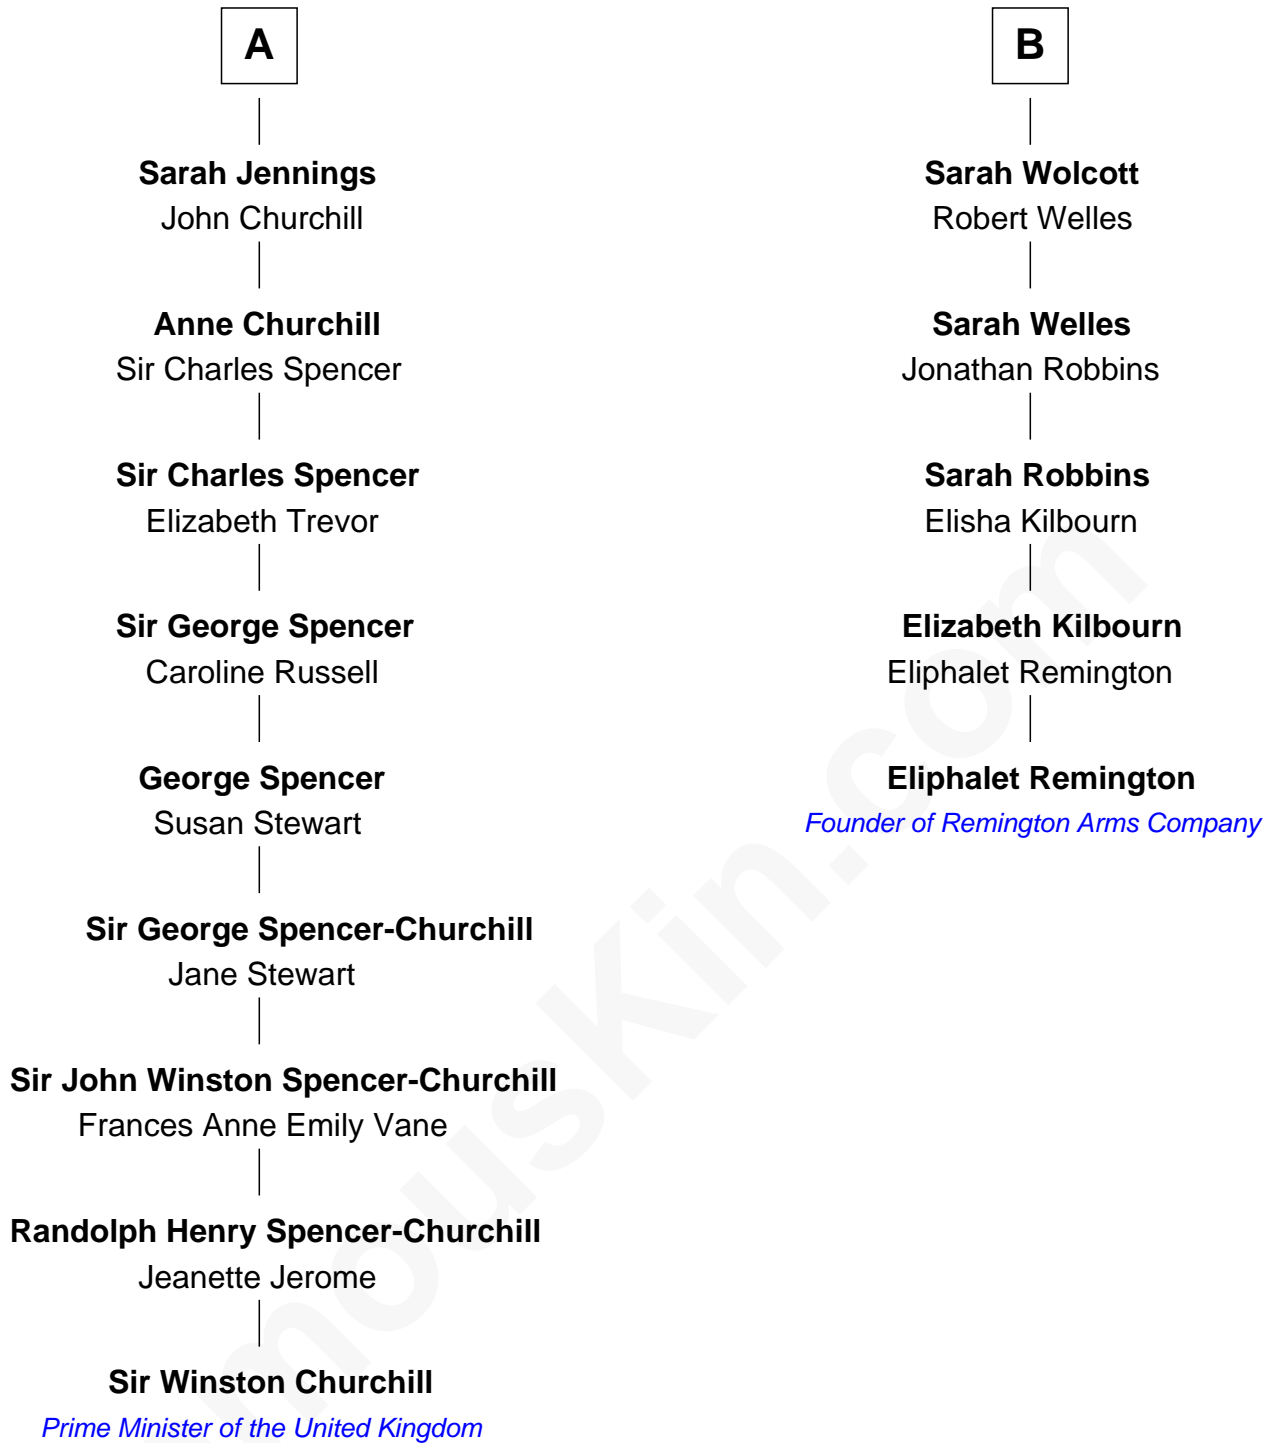 A
Sarah Jennings
John Churchill
Anne Churchill
Sir Charles Spencer
Sir Charles Spencer
Elizabeth Trevor
Sir George Spencer
Caroline Russell
George Spencer
Susan Stewart
Sir George Spencer-Churchill
Jane Stewart
Sir John Winston Spencer-Churchill
Frances Anne Emily Vane
Randolph Henry Spencer-Churchill
Jeanette Jerome
Sir Winston Churchill
Prime Minister of the United Kingdom
B
Sarah Wolcott
Robert Welles
Sarah Welles
Jonathan Robbins
Sarah Robbins
Elisha Kilbourn
Elizabeth Kilbourn
Eliphalet Remington
Eliphalet Remington
Founder of Remington Arms Company
mousKin.com